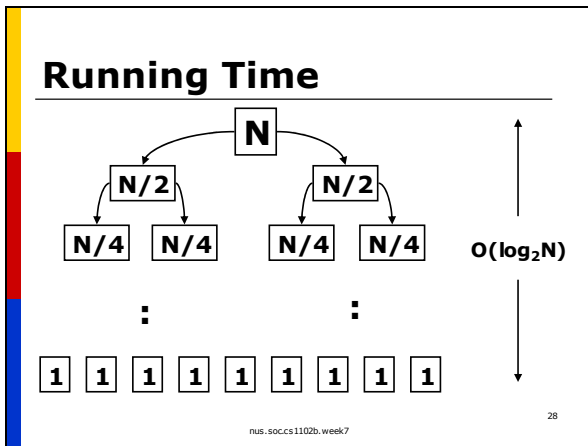 Running Time
N
N/2 N/2
N/4 N/4 N/4 N/4
O(log₂N)
: :
1 1 1 1 1 1 1 1 1
28
nus.soc.cs1102b.week7